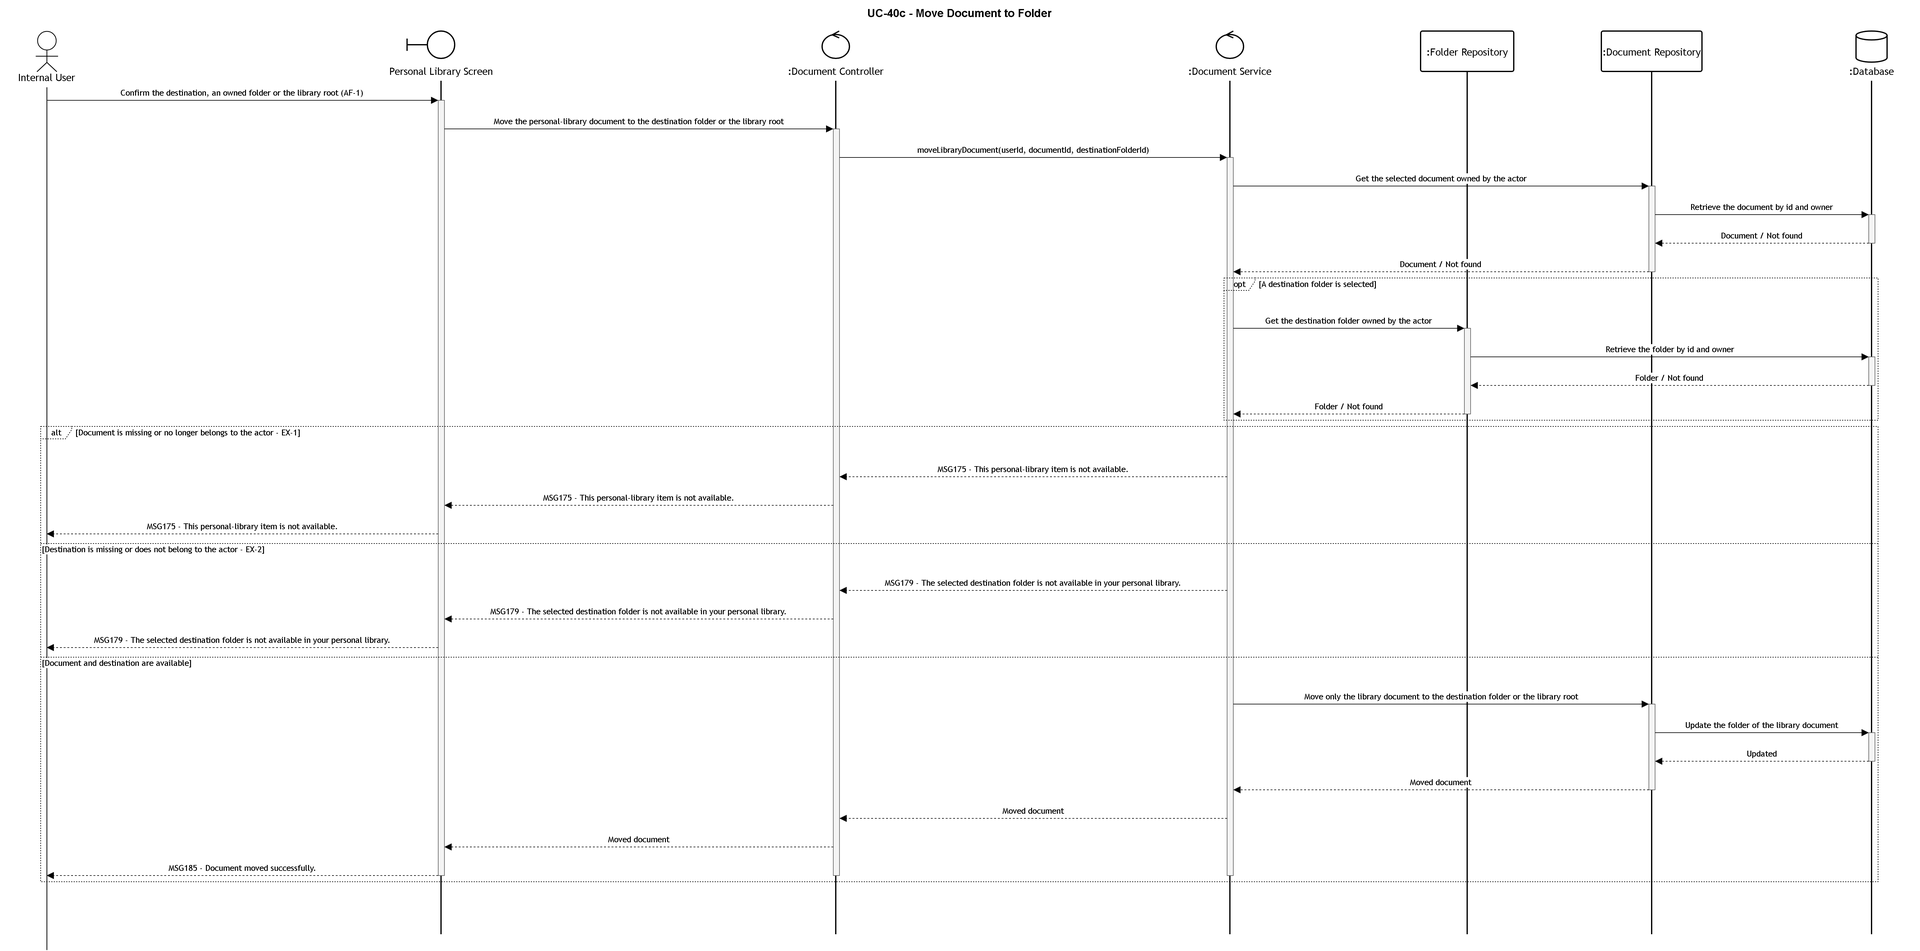 UC-40c - Move Document to Folder
Internal User
Personal Library Screen
:Document Controller
:Document Service
:Folder Repository
:Document Repository
:Database
Confirm the destination, an owned folder or the library root (AF-1)
Move the personal-library document to the destination folder or the library root
moveLibraryDocument(userId, documentId, destinationFolderId)
Get the selected document owned by the actor
Retrieve the document by id and owner
Document / Not found
Document / Not found
opt [A destination folder is selected]
Get the destination folder owned by the actor
Retrieve the folder by id and owner
Folder / Not found
Folder / Not found
alt [Document is missing or no longer belongs to the actor - EX-1]
MSG175 - This personal-library item is not available.
MSG175 - This personal-library item is not available.
MSG175 - This personal-library item is not available.
[Destination is missing or does not belong to the actor - EX-2]
MSG179 - The selected destination folder is not available in your personal library.
MSG179 - The selected destination folder is not available in your personal library.
MSG179 - The selected destination folder is not available in your personal library.
[Document and destination are available]
Move only the library document to the destination folder or the library root
Update the folder of the library document
Updated
Moved document
Moved document
Moved document
MSG185 - Document moved successfully.